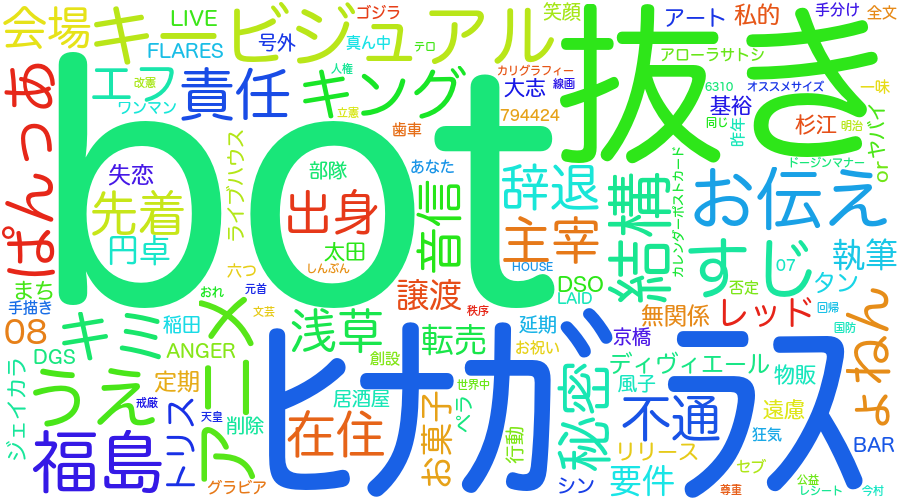 会場
LIVE
FLARES
号外
キービジュアル
ゴジラ
真ん中
テロ
笑顔
アート
私的
手分け
全文
アローラサトシ
抜き
ぱんっあ
エフ
改憲
ワンマン
責任
人権
キング
立憲
カリグラフィー
大志
線画
794424
6310
オススメサイズ
基裕
同じ
昨年
杉江
明治
一味
or
ヤバイ
歯車
bot
失恋
先着
円卓
ライブハウス
部隊
出身
太田
しんぶん
あなた
音信
辞退
主宰
HOUSE
結構
カレンダーポストカード
ドージンマナー
お伝え
すじ
07
執筆
タン
否定
まち
手描き
おれ
六つ
元首
文芸
譲渡
秩序
DSO
LAID
無関係
レッド
回帰
国防
08
キミ
稲田
メ
アニメ
浅草
転売
延期
お祝い
京橋
DGS
ANGER
ジェイカラ
うえ
定期
創設
世界中
ディヴィエール
物販
よねん
戒厳
トリス
天皇
削除
居酒屋
お菓子
ペラ
行動
ヒナガラス
秘密
風子
不通
遠慮
狂気
BAR
福島
グラビア
在住
シン
リリース
要件
セブ
尊重
公益
レシート
今村